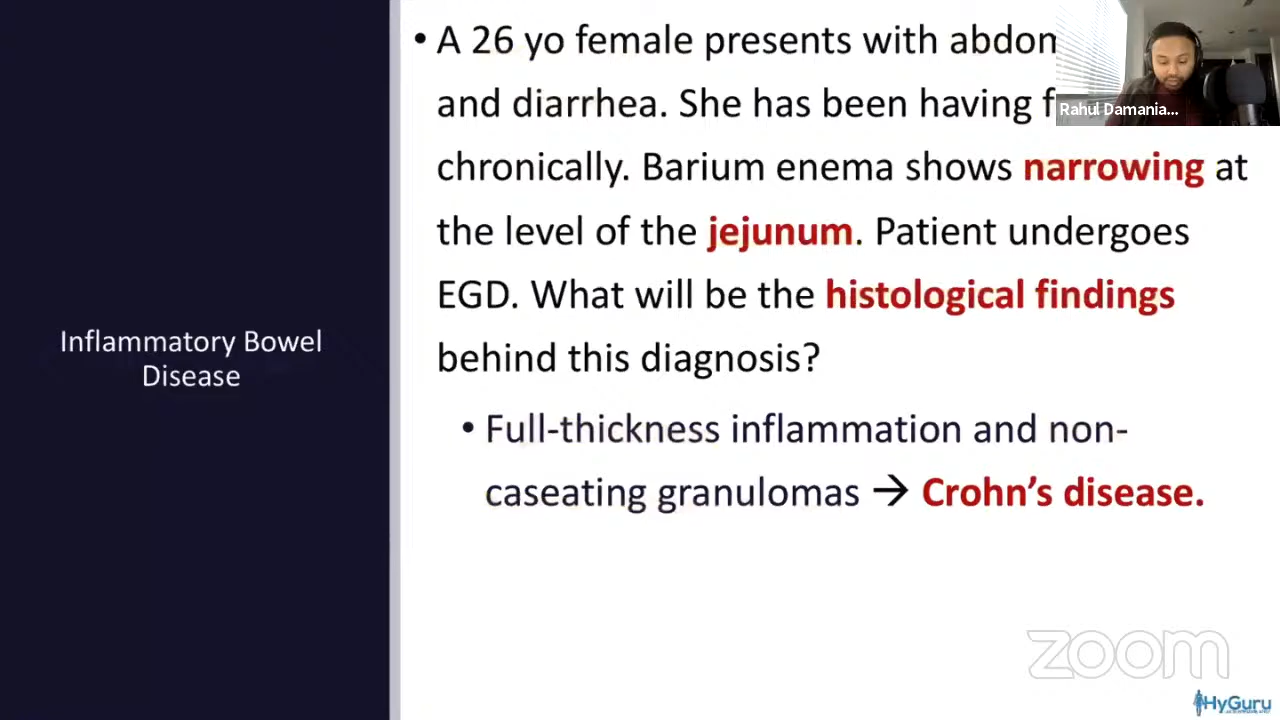 • A 26 yo female presents with abdom
and diarrhea. She has been having f
Rahul Damania...
chronically. Barium enema shows narrowing at
the level of the jejunum. Patient undergoes
EGD. What will be the histological findings
behind this diagnosis?
Inflammatory Bowel
Disease
• Full-thickness inflammation and non-
caseating granulomas → Crohn's disease.
zoom
HyGuru